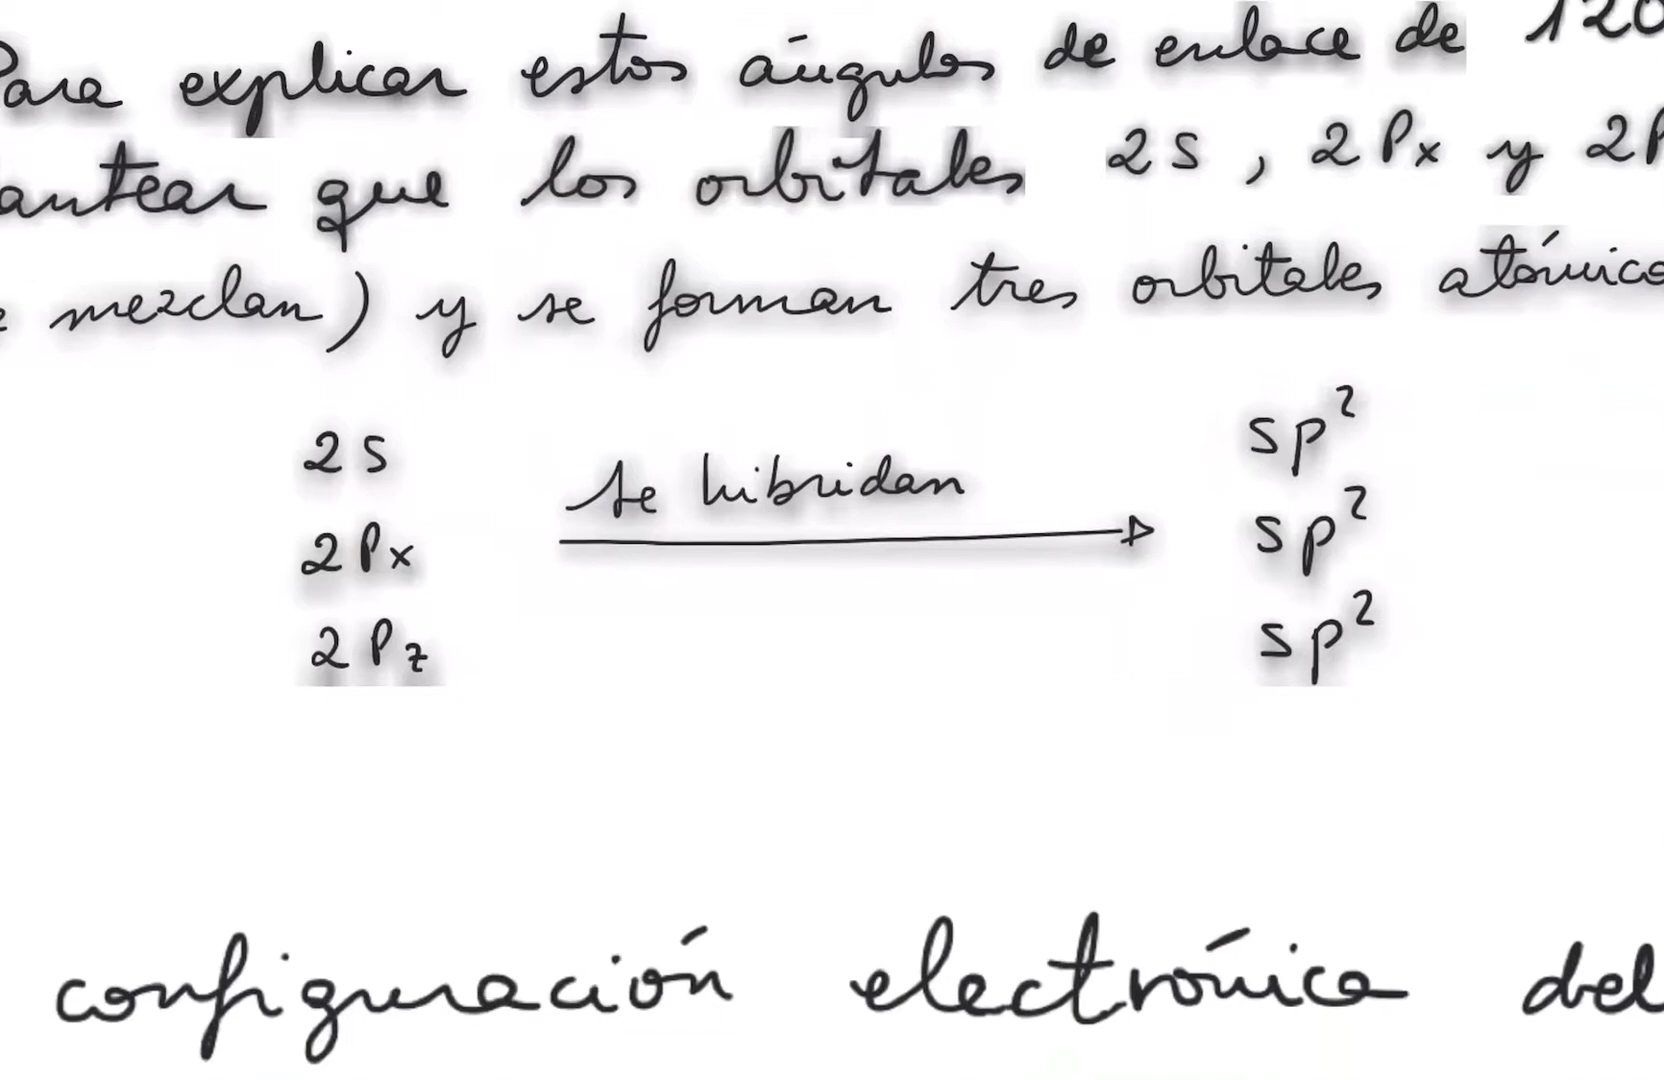 Para explicar estos ángulos de enlace de 120
antear que los orbitales 2s, 2Px y 2P
e mezclan) y se forman tres orbitales atómico
2s se hibridan sp²
2Px sp²
2Pz sp²
configuración electrónica del